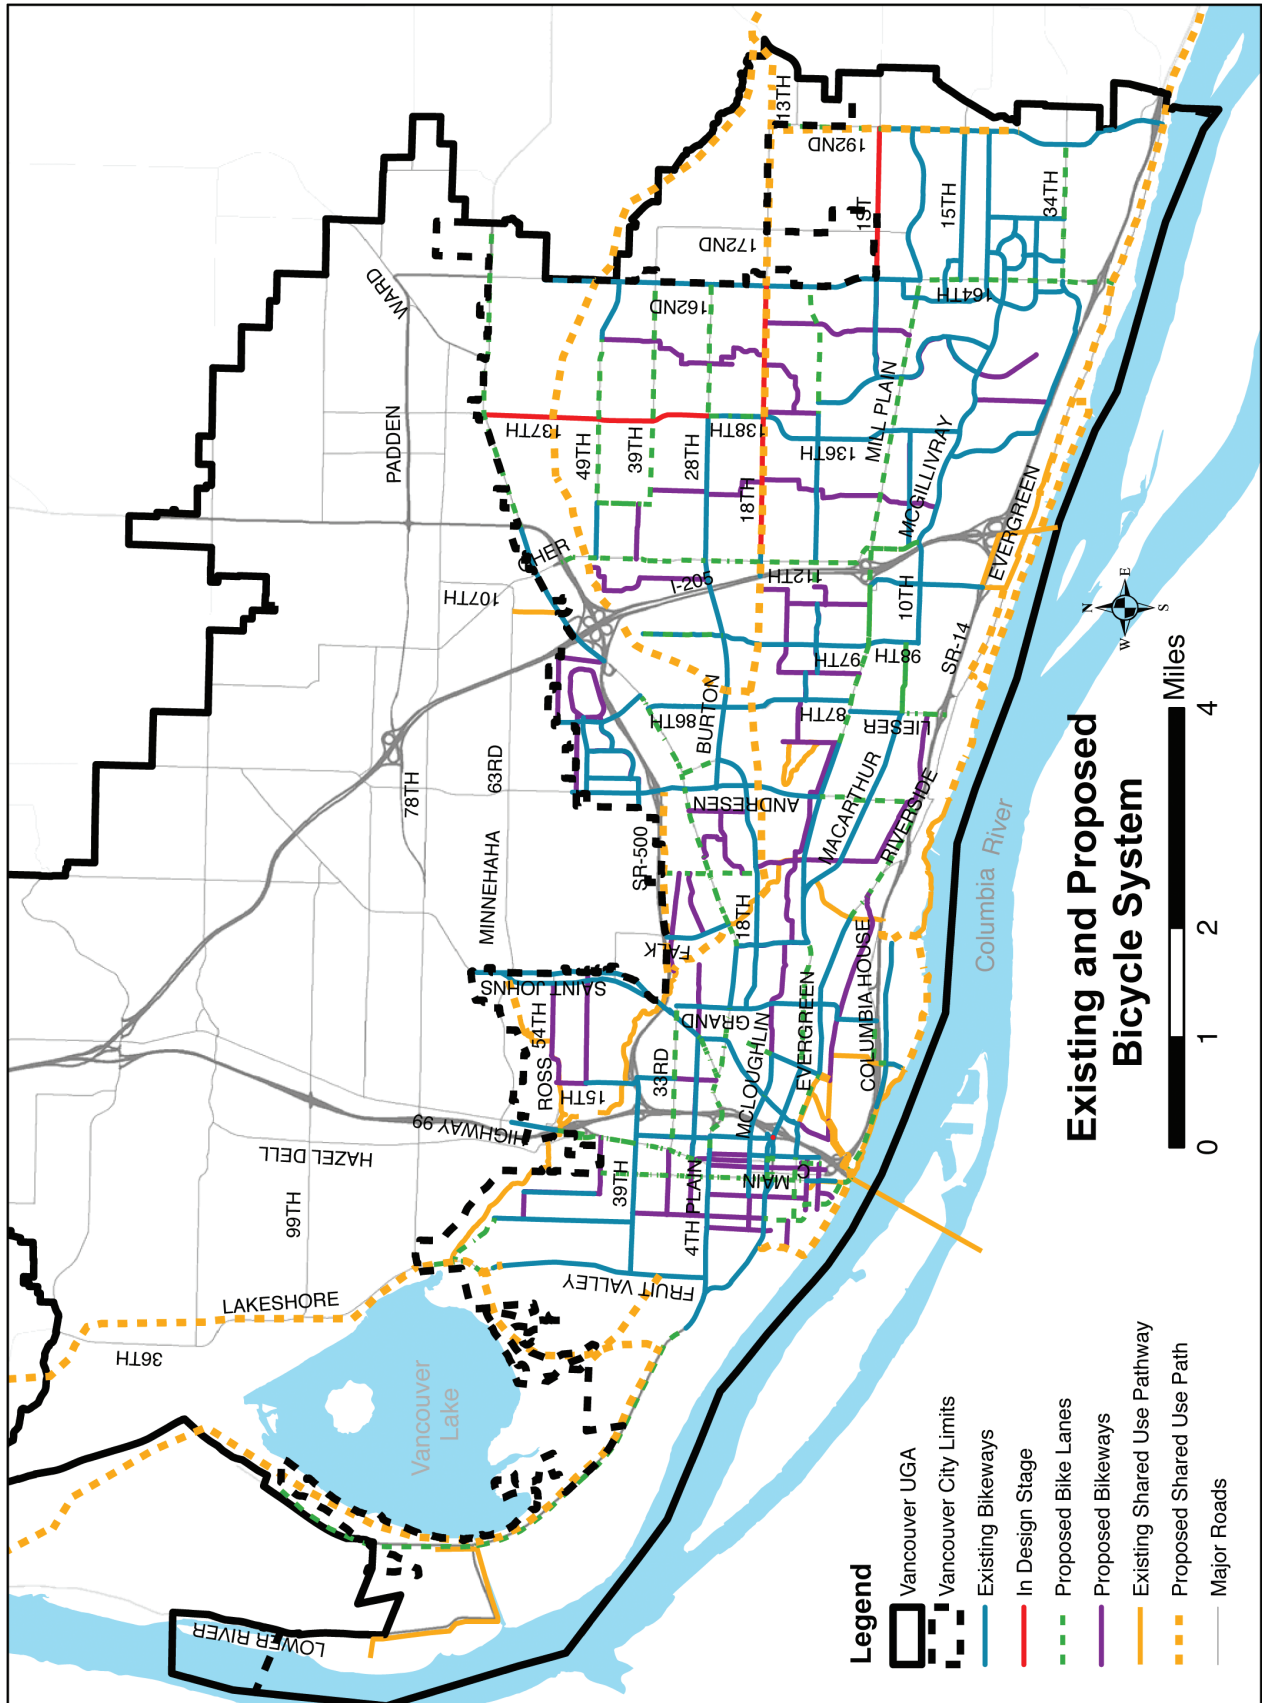 Existing and Proposed
Bicycle System
0 1 2 4
Miles
N
E
S
W
Legend
Vancouver UGA
Vancouver City Limits
Existing Bikeways
In Design Stage
Proposed Bike Lanes
Proposed Bikeways
Existing Shared Use Pathway
Proposed Shared Use Path
Major Roads
LOWER RIVER
Vancouver
Lake
36TH
LAKESHORE
99TH
HAZEL DELL
HIGHWAY 99
FRUIT VALLEY
39TH
4TH PLAIN
MAIN
C
15TH
ROSS
54TH
33RD
MCLOUGHLIN
GRAND
SAINT JOHNS
EVERGREEN
COLUMBIA HOUSE
FALK
18TH
MINNEHAHA
SR-500
63RD
78TH
ANDRESEN
MACARTHUR
RIVERSIDE
Columbia River
BURTON
86TH
87TH
LIESER
97TH
98TH
SR-14
107TH
I-205
112TH
10TH
EVERGREEN
PADDEN
WARD
137TH
49TH
39TH
28TH
138TH
18TH
136TH
MILL PLAIN
MCGILLIVRAY
162ND
164TH
172ND
192ND
13TH
1ST
15TH
34TH